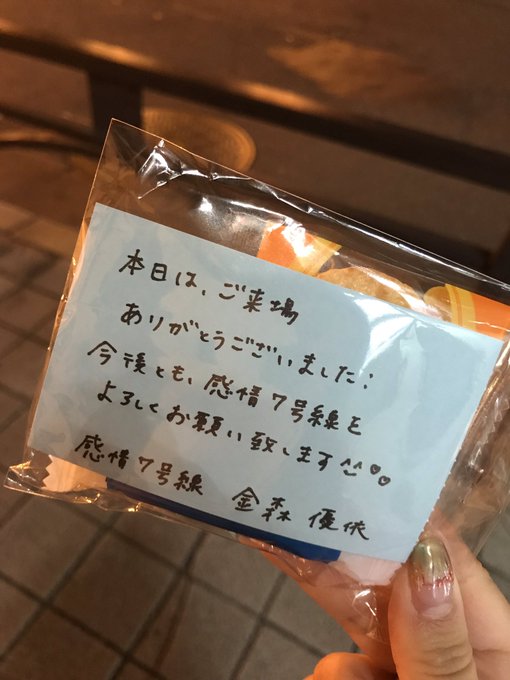 本日は、ご来場
ありがとうございました!
今後とも、感情7号線を
よろしくお願い致します^^
感情7号線 金森 優依